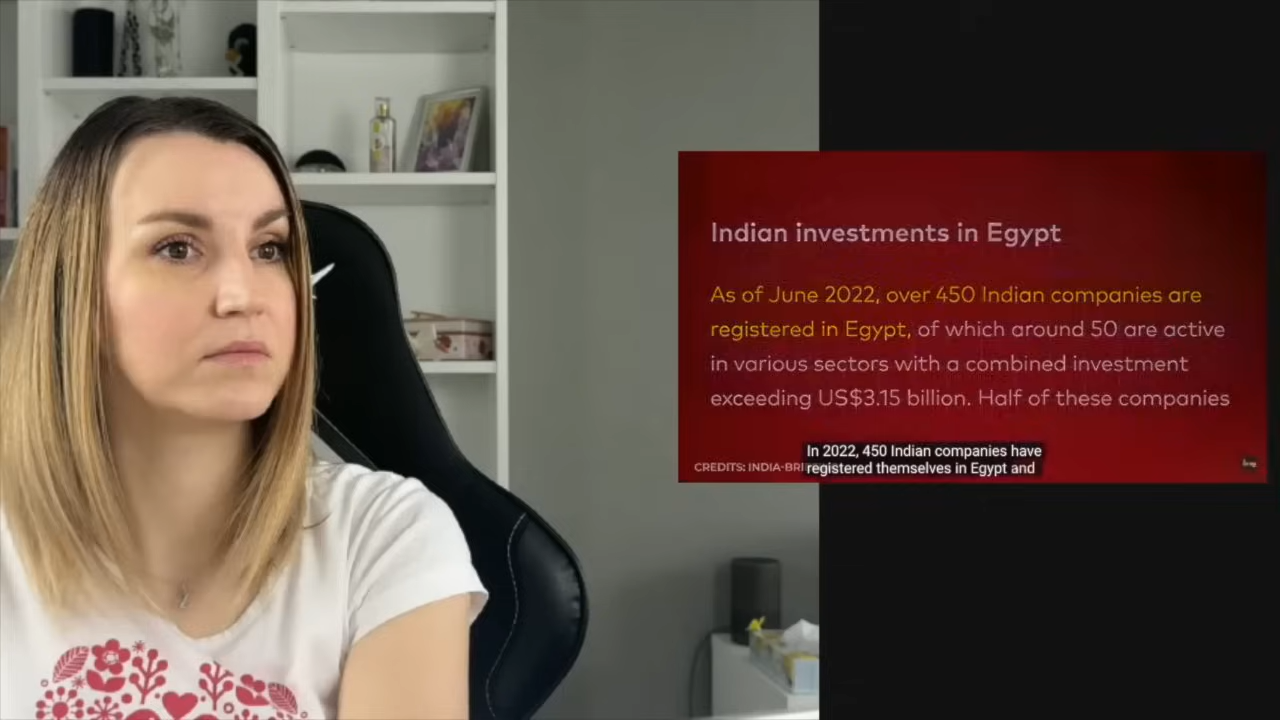 Indian investments in Egypt
As of June 2022, over 450 Indian companies are
registered in Egypt, of which around 50 are active
in various sectors with a combined investment
exceeding US$3.15 billion. Half of these companies
In 2022, 450 Indian companies have
CREDITS: INDIA-BRI
registered themselves in Egypt and